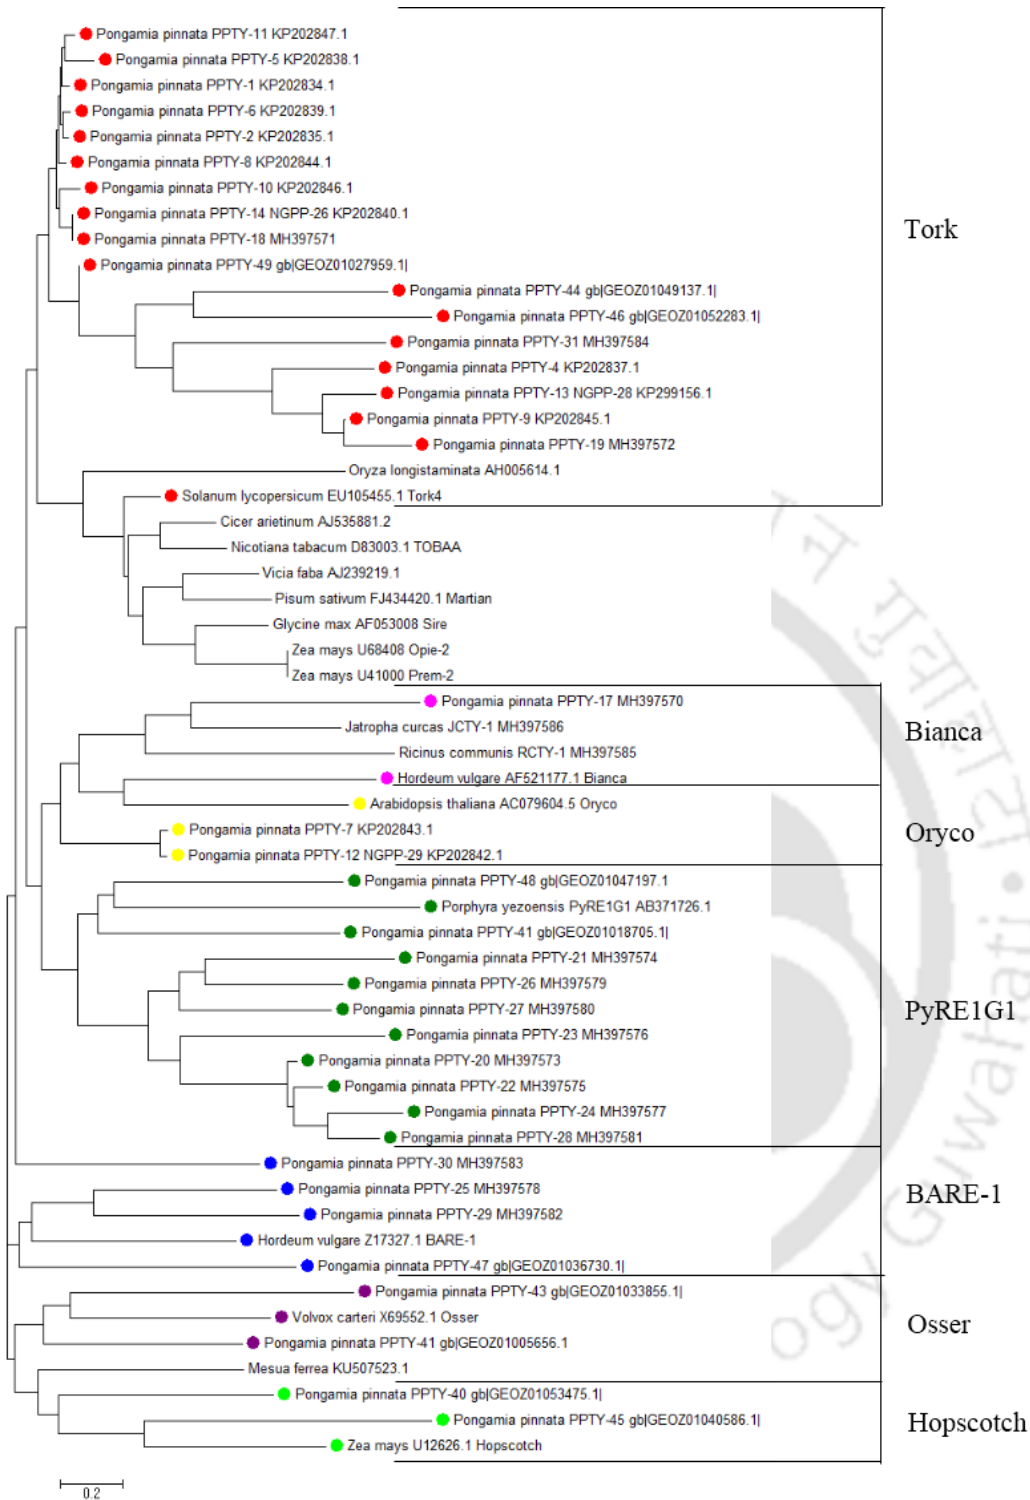 Pongamia pinnata PPTY-11 KP202847.1
Pongamia pinnata PPTY-5 KP202838.1
Pongamia pinnata PPTY-1 KP202834.1
Pongamia pinnata PPTY-6 KP202839.1
Pongamia pinnata PPTY-2 KP202835.1
Pongamia pinnata PPTY-8 KP202844.1
Pongamia pinnata PPTY-10 KP202846.1
Pongamia pinnata PPTY-14 NGPP-26 KP202840.1
Tork
Pongamia pinnata PPTY-18 MH397571
Pongamia pinnata PPTY-49 gb|GEOZ01027959.1|
Pongamia pinnata PPTY-44 gb|GEOZ01049137.1|
Pongamia pinnata PPTY-46 gb|GEOZ01052283.1|
Pongamia pinnata PPTY-31 MH397584
Pongamia pinnata PPTY-4 KP202837.1
Pongamia pinnata PPTY-13 NGPP-28 KP299156.1
Pongamia pinnata PPTY-9 KP202845.1
Pongamia pinnata PPTY-19 MH397572
Oryza longistaminata AH005614.1
Solanum lycopersicum EU105455.1 Tork4
Cicer arietinum AJ535881.2
Nicotiana tabacum D83003.1 TOBAA
Vicia faba AJ239219.1
Pisum sativum FJ434420.1 Martian
Glycine max AF053008 Sire
Zea mays U68408 Opie-2
Zea mays U41000 Prem-2
Pongamia pinnata PPTY-17 MH397570
Jatropha curcas JCTY-1 MH397586
Bianca
Ricinus communis RCTY-1 MH397585
Hordeum vulgare AF521177.1 Bianca
Arabidopsis thaliana AC079604.5 Oryco
Pongamia pinnata PPTY-7 KP202843.1
Oryco
Pongamia pinnata PPTY-12 NGPP-29 KP202842.1
Pongamia pinnata PPTY-48 gb|GEOZ01047197.1
Porphyra yezoensis PyRE1G1 AB371726.1
Pongamia pinnata PPTY-41 gb|GEOZ01018705.1|
Pongamia pinnata PPTY-21 MH397574
Pongamia pinnata PPTY-26 MH397579
Pongamia pinnata PPTY-27 MH397580
PyRE1G1
Pongamia pinnata PPTY-23 MH397576
Pongamia pinnata PPTY-20 MH397573
Pongamia pinnata PPTY-22 MH397575
Pongamia pinnata PPTY-24 MH397577
Pongamia pinnata PPTY-28 MH397581
Pongamia pinnata PPTY-30 MH397583
Pongamia pinnata PPTY-25 MH397578
BARE-1
Pongamia pinnata PPTY-29 MH397582
Hordeum vulgare Z17327.1 BARE-1
Pongamia pinnata PPTY-47 gb|GEOZ01036730.1|
Pongamia pinnata PPTY-43 gb|GEOZ01033855.1|
Volvox carteri X69552.1 Osser
Osser
Pongamia pinnata PPTY-41 gb|GEOZ01005656.1
Mesua ferrea KU507523.1
Pongamia pinnata PPTY-40 gb|GEOZ01053475.1|
Pongamia pinnata PPTY-45 gb|GEOZ01040586.1|
Hopscotch
Zea mays U12626.1 Hopscotch
0.2
ogy Guwahati